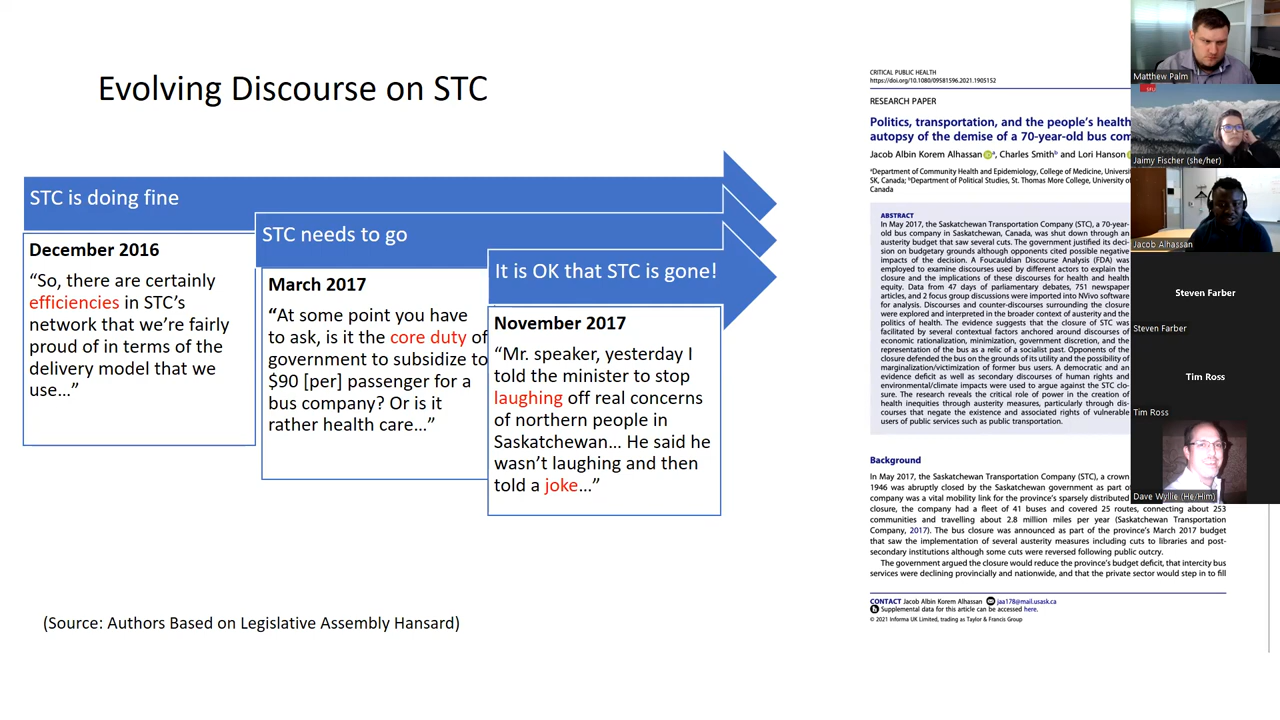 Evolving Discourse on STC
STC is doing fine
December 2016
“So, there are certainly
efficiencies in STC’s
network that we’re fairly
proud of in terms of the
delivery model that we
use…”
STC needs to go
March 2017
“At some point you have
to ask, is it the core duty of
government to subsidize to
$90 [per] passenger for a
bus company? Or is it
rather health care…”
It is OK that STC is gone!
November 2017
“Mr. speaker, yesterday I
told the minister to stop
laughing off real concerns
of northern people in
Saskatchewan… He said he
wasn’t laughing and then
told a joke…”
(Source: Authors Based on Legislative Assembly Hansard)
CRITICAL PUBLIC HEALTH
https://doi.org/10.1080/09581596.2021.1905152
RESEARCH PAPER
Politics, transportation, and the people’s health
autopsy of the demise of a 70-year-old bus com
Jacob Albin Korem Alhassan a, Charles Smithb and Lori Hanson
aDepartment of Community Health and Epidemiology, College of Medicine, Universi
SK, Canada; bDepartment of Political Studies, St. Thomas More College, University of
Canada
ABSTRACT
In May 2017, the Saskatchewan Transportation Company (STC), a 70-year-
old bus company in Saskatchewan, Canada, was shut down through an
austerity budget that saw several cuts. The government justified its deci-
sion on budgetary grounds although opponents cited possible negative
impacts of the decision. A Foucauldian Discourse Analysis (FDA) was
employed to examine discourses used by different actors to explain the
closure and the implications of these discourses for health and health
equity. Data from 47 days of parliamentary debates, 751 newspaper
articles, and 2 focus group discussions were imported into NVivo software
for analysis. Discourses and counter-discourses surrounding the closure
were explored and interpreted in the broader context of austerity and the
politics of health. The evidence suggests that the closure of STC was
facilitated by several contextual factors anchored around discourses of
economic rationalization, minimization, government discretion, and the
representation of the bus as a relic of a socialist past. Opponents of the
closure defended the bus on the grounds of its utility and the possibility of
marginalization/victimization of former bus users. A democratic and an
evidence deficit as well as secondary discourses of human rights and
environmental/climate impacts were used to argue against the STC clo-
sure. The research reveals the critical role of power in the creation of
health inequities through austerity measures, particularly through dis-
courses that negate the existence and associated rights of vulnerable
users of public services such as public transportation.
Background
In May 2017, the Saskatchewan Transportation Company (STC), a crown
1946 was abruptly closed by the Saskatchewan government as part of
company was a vital mobility link for the province’s sparsely distributed
closure, the company had a fleet of 41 buses and covered 25 routes, connecting about 253
communities and travelling about 2.8 million miles per year (Saskatchewan Transportation
Company, 2017). The bus closure was announced as part of the province’s March 2017 budget
that saw the implementation of several austerity measures including cuts to libraries and post-
secondary institutions although some cuts were reversed following public outcry.
The government argued the closure would reduce the province’s budget deficit, that intercity bus
services were declining provincially and nationwide, and that the private sector would step in to fill
CONTACT Jacob Albin Korem Alhassan jaa178@mail.usask.ca
Supplemental data for this article can be accessed here.
© 2021 Informa UK Limited, trading as Taylor & Francis Group
Matthew Palm
SFU
Jaimy Fischer (she/her)
Jacob Alhassan
Steven Farber
Steven Farber
Tim Ross
Tim Ross
Dave Wyllie (He/Him)